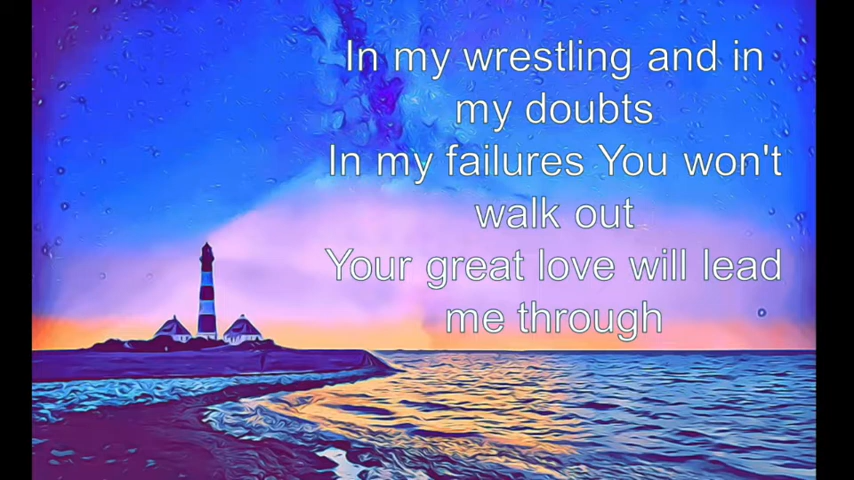 In my wrestling and in
my doubts
In my failures You won't
walk out
Your great love will lead
me through